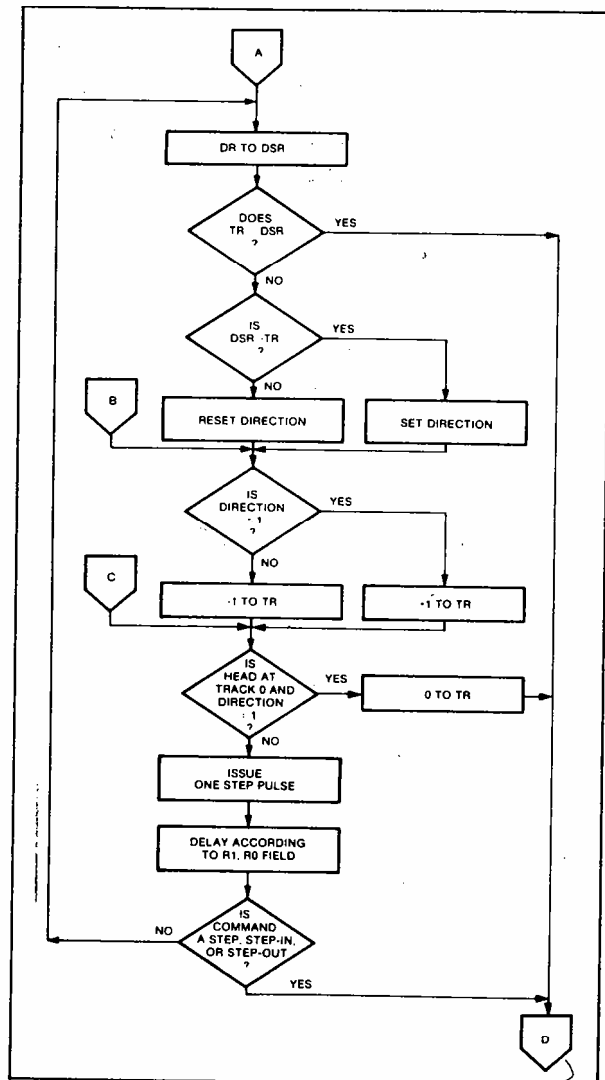 A
DR TO DSR
DOES
TR DSR
?
YES
NO
IS
DSR TR
?
YES
NO
B
RESET DIRECTION
SET DIRECTION
IS
DIRECTION
1
?
YES
NO
C
-1 TO TR
-1 TO TR
IS
HEAD AT
TRACK 0 AND
DIRECTION
1
?
YES
0 TO TR
NO
ISSUE
ONE STEP PULSE
DELAY ACCORDING
TO R1, R0 FIELD
IS
COMMAND
A STEP, STEP-IN,
OR STEP-OUT
?
NO
YES
D